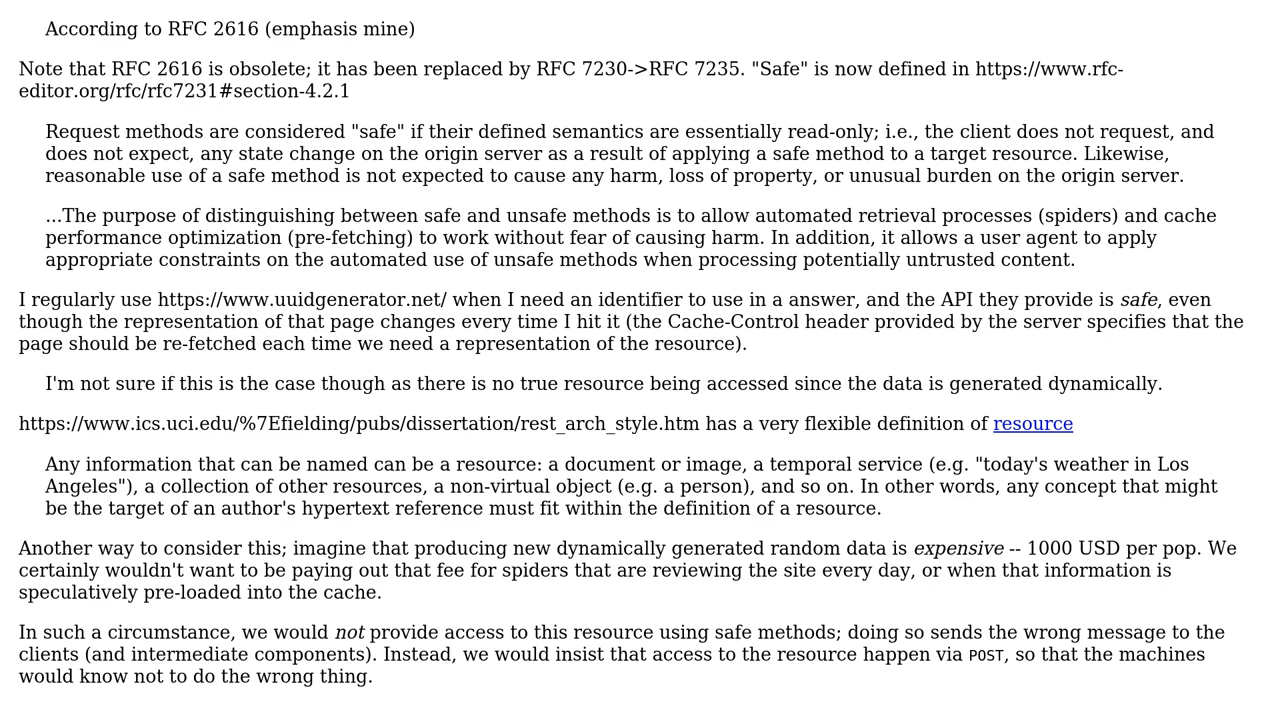 According to RFC 2616 (emphasis mine)
Note that RFC 2616 is obsolete; it has been replaced by RFC 7230->RFC 7235. "Safe" is now defined in https://www.rfc-
editor.org/rfc/rfc7231#section-4.2.1
Request methods are considered "safe" if their defined semantics are essentially read-only; i.e., the client does not request, and
does not expect, any state change on the origin server as a result of applying a safe method to a target resource. Likewise,
reasonable use of a safe method is not expected to cause any harm, loss of property, or unusual burden on the origin server.
...The purpose of distinguishing between safe and unsafe methods is to allow automated retrieval processes (spiders) and cache
performance optimization (pre-fetching) to work without fear of causing harm. In addition, it allows a user agent to apply
appropriate constraints on the automated use of unsafe methods when processing potentially untrusted content.
I regularly use https://www.uuidgenerator.net/ when I need an identifier to use in a answer, and the API they provide is safe, even
though the representation of that page changes every time I hit it (the Cache-Control header provided by the server specifies that the
page should be re-fetched each time we need a representation of the resource).
I'm not sure if this is the case though as there is no true resource being accessed since the data is generated dynamically.
https://www.ics.uci.edu/%7Efielding/pubs/dissertation/rest_arch_style.htm has a very flexible definition of resource
Any information that can be named can be a resource: a document or image, a temporal service (e.g. "today's weather in Los
Angeles"), a collection of other resources, a non-virtual object (e.g. a person), and so on. In other words, any concept that might
be the target of an author's hypertext reference must fit within the definition of a resource.
Another way to consider this; imagine that producing new dynamically generated random data is expensive -- 1000 USD per pop. We
certainly wouldn't want to be paying out that fee for spiders that are reviewing the site every day, or when that information is
speculatively pre-loaded into the cache.
In such a circumstance, we would not provide access to this resource using safe methods; doing so sends the wrong message to the
clients (and intermediate components). Instead, we would insist that access to the resource happen via POST, so that the machines
would know not to do the wrong thing.